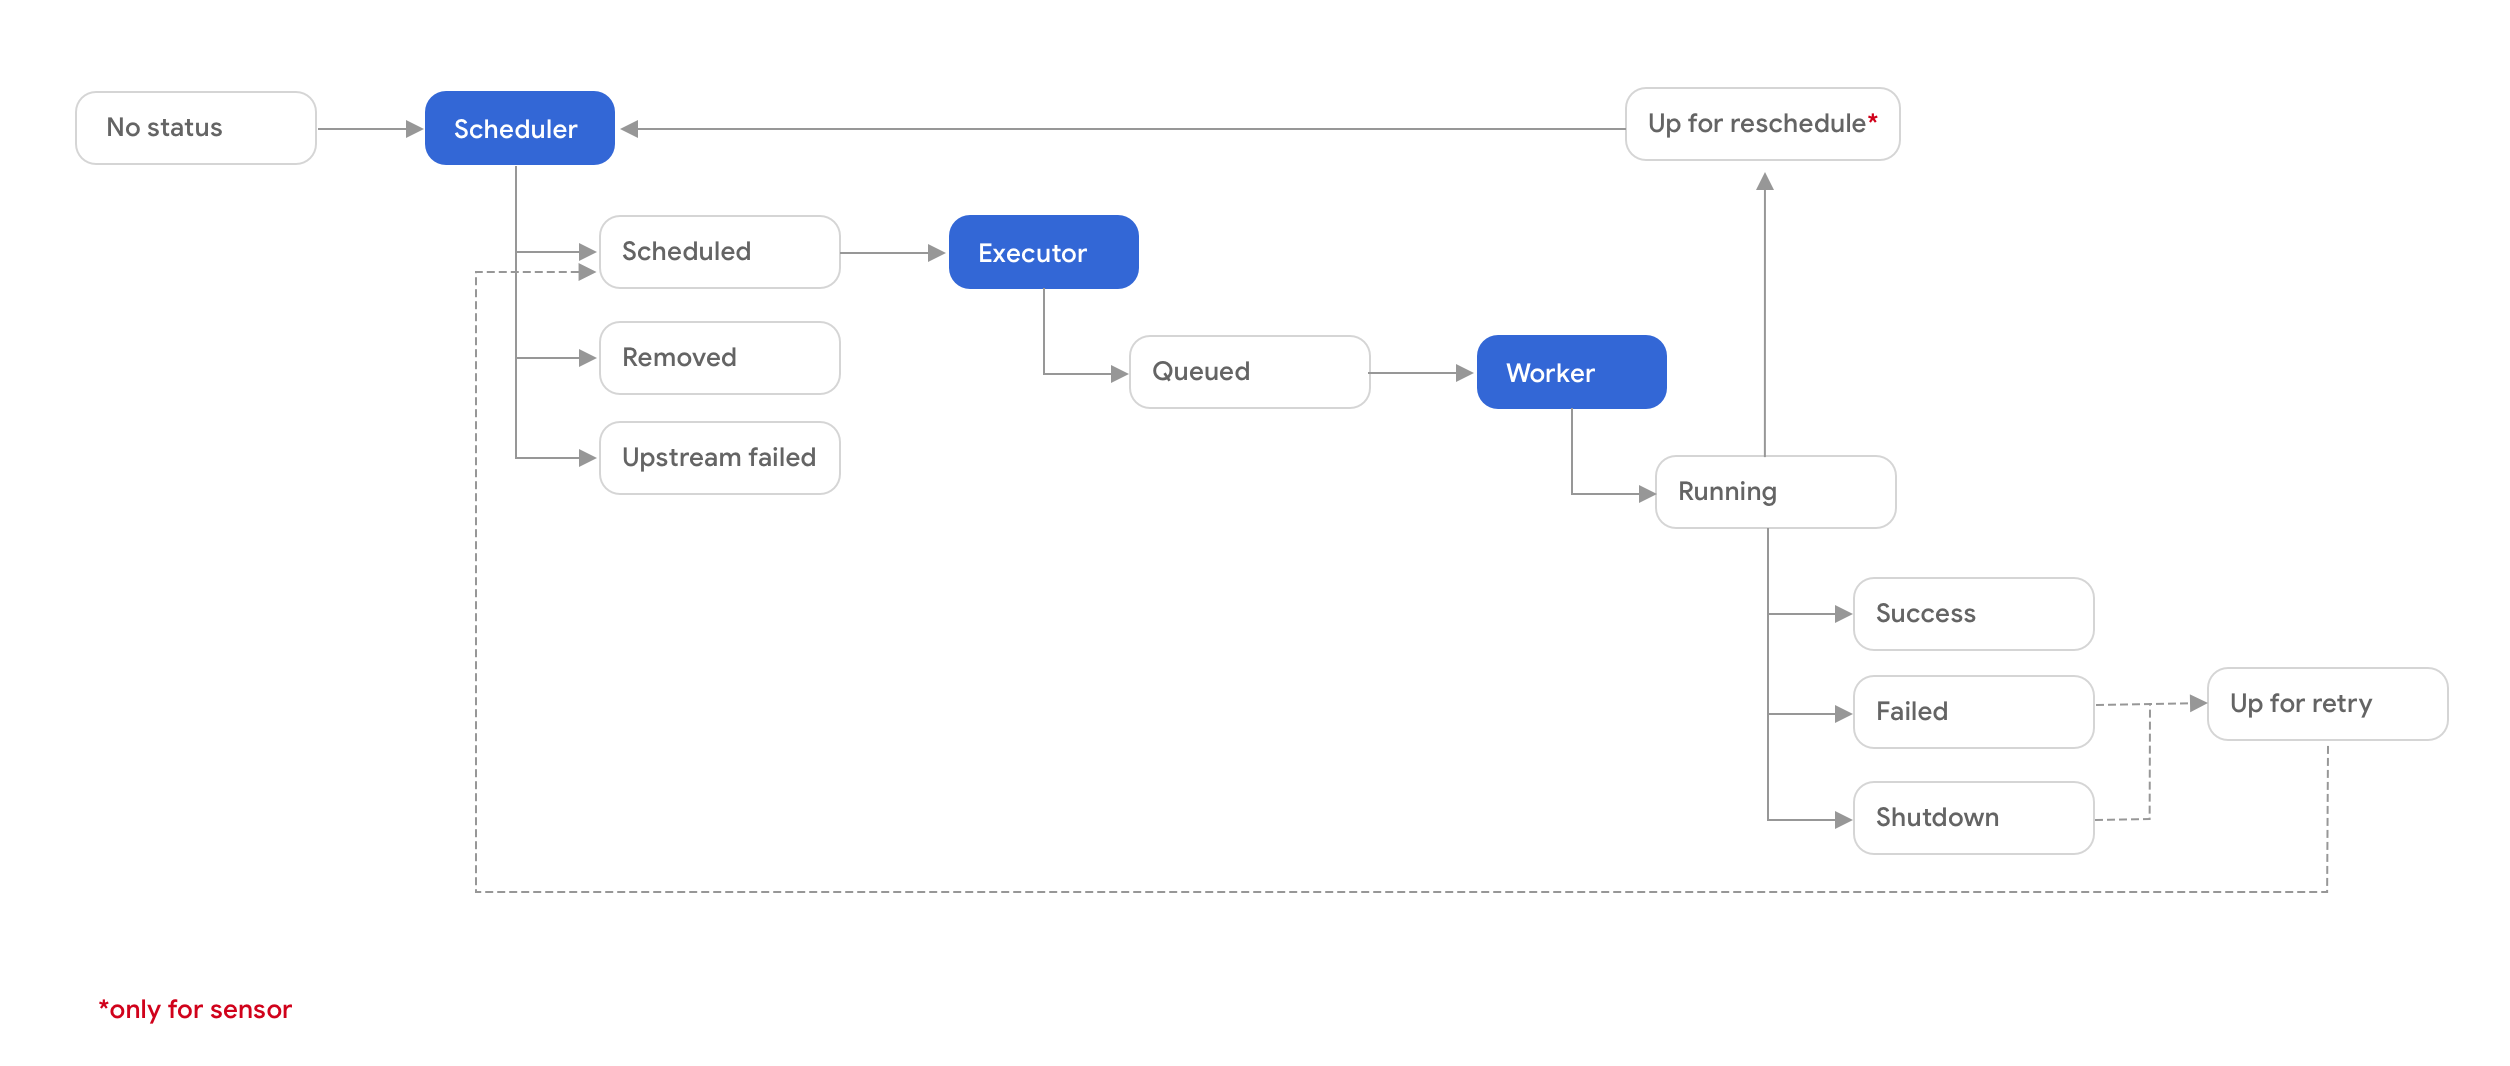 No status
Scheduler
Up for reschedule*
Scheduled
Executor
Removed
Queued
Worker
Upstream failed
Running
Success
Failed
Up for retry
Shutdown
*only for sensor